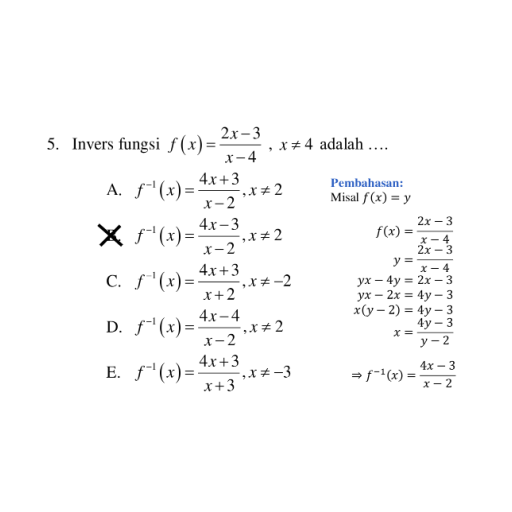 5. Invers fungsi f(x) = (2x − 3)/(x − 4) , x ≠ 4 adalah ….
A. f⁻¹(x) = (4x + 3)/(x − 2), x ≠ 2
f⁻¹(x) = (4x − 3)/(x − 2), x ≠ 2
C. f⁻¹(x) = (4x + 3)/(x + 2), x ≠ −2
D. f⁻¹(x) = (4x − 4)/(x − 2), x ≠ 2
E. f⁻¹(x) = (4x + 3)/(x + 3), x ≠ −3
Pembahasan:
Misal f(x) = y
f(x) = (2x − 3)/(x − 4)
y = (2x − 3)/(x − 4)
yx − 4y = 2x − 3
yx − 2x = 4y − 3
x(y − 2) = 4y − 3
x = (4y − 3)/(y − 2)
⇒ f⁻¹(x) = (4x − 3)/(x − 2)